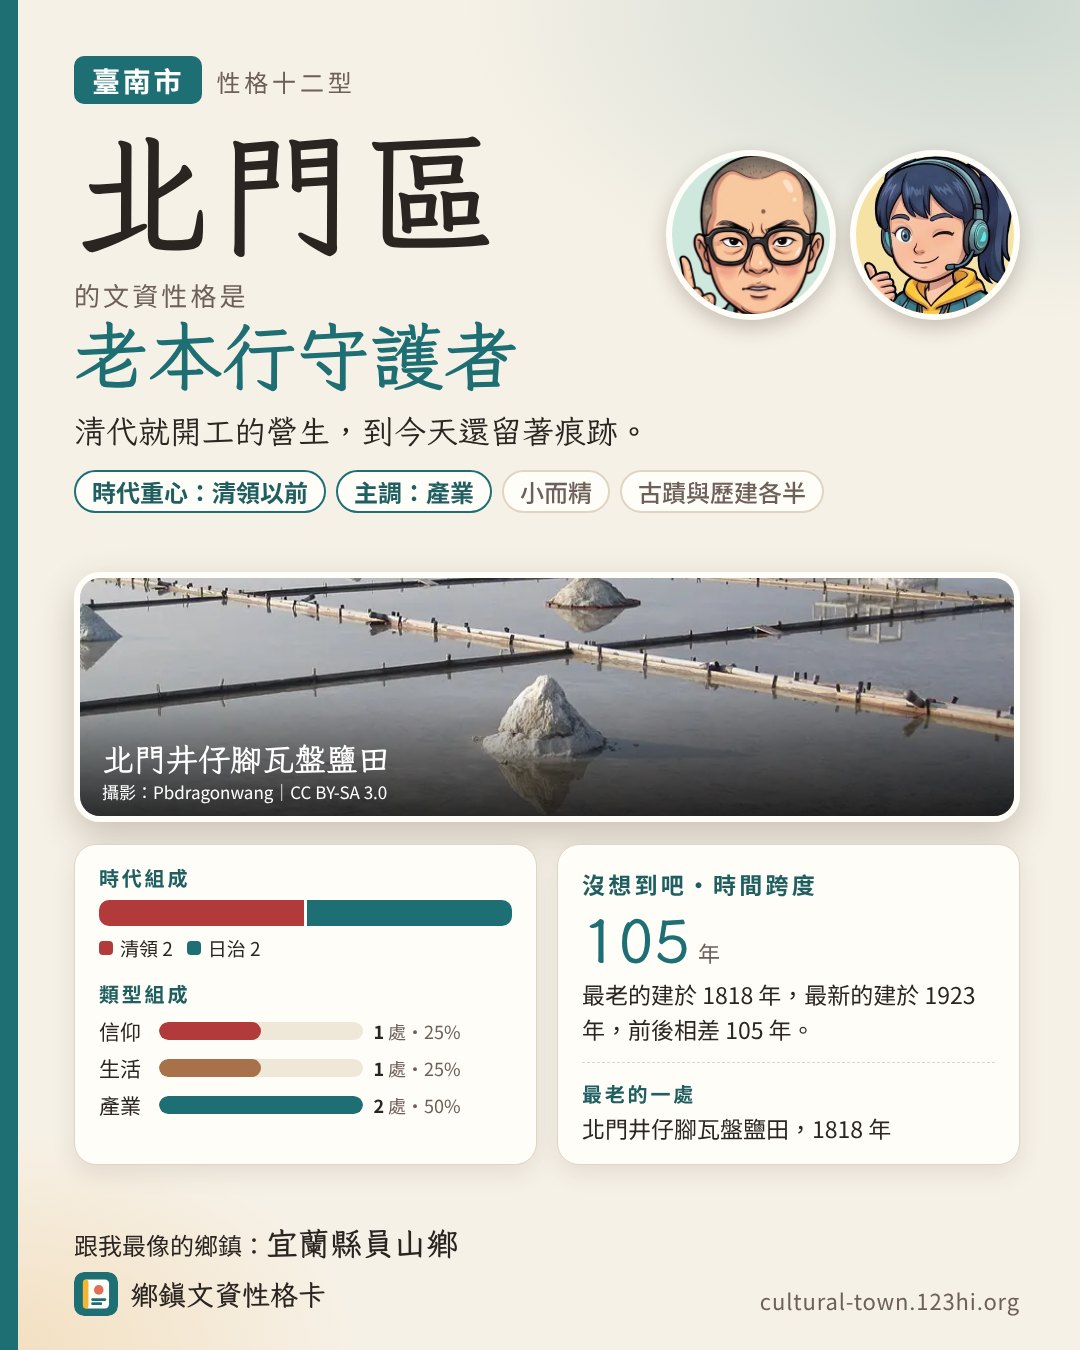 臺南市 性格十二型
北門區
的文資性格是
老本行守護者
清代就開工的營生，到今天還留著痕跡。
時代重心：清領以前 主調：產業 小而精 古蹟與歷建各半
北門井仔腳瓦盤鹽田
攝影：Pbdragonwang｜CC BY-SA 3.0
時代組成
清領 2 日治 2
類型組成
信仰 1 處・25%
生活 1 處・25%
產業 2 處・50%
沒想到吧・時間跨度
105 年
最老的建於 1818 年，最新的建於 1923
年，前後相差 105 年。
最老的一處
北門井仔腳瓦盤鹽田，1818 年
跟我最像的鄉鎮：宜蘭縣員山鄉
鄉鎮文資性格卡
cultural-town.123hi.org